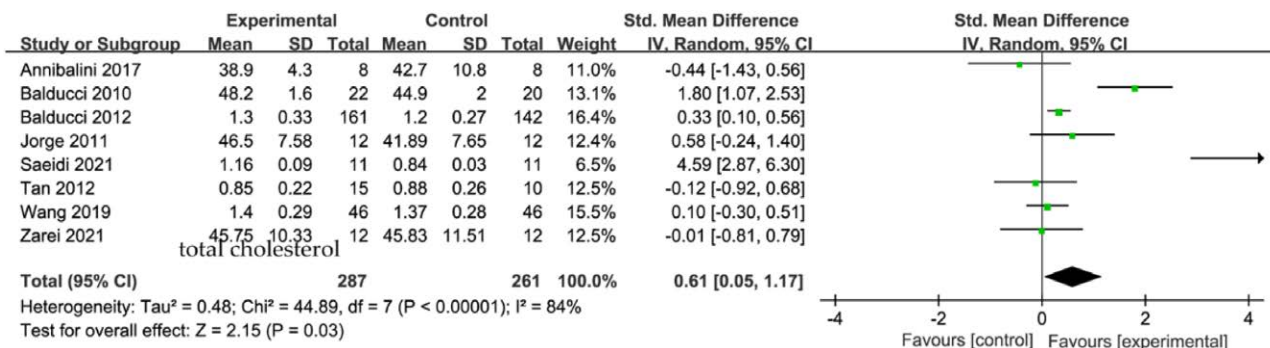 Experimental Control Std. Mean Difference Std. Mean Difference
Study or Subgroup Mean SD Total Mean SD Total Weight IV, Random, 95% CI IV, Random, 95% CI
Annibalini 2017 38.9 4.3 8 42.7 10.8 8 11.0% -0.44 [-1.43, 0.56]
Balducci 2010 48.2 1.6 22 44.9 2 20 13.1% 1.80 [1.07, 2.53]
Balducci 2012 1.3 0.33 161 1.2 0.27 142 16.4% 0.33 [0.10, 0.56]
Jorge 2011 46.5 7.58 12 41.89 7.65 12 12.4% 0.58 [-0.24, 1.40]
Saeidi 2021 1.16 0.09 11 0.84 0.03 11 6.5% 4.59 [2.87, 6.30]
Tan 2012 0.85 0.22 15 0.88 0.26 10 12.5% -0.12 [-0.92, 0.68]
Wang 2019 1.4 0.29 46 1.37 0.28 46 15.5% 0.10 [-0.30, 0.51]
Zarei 2021 45.75 10.33 12 45.83 11.51 12 12.5% -0.01 [-0.81, 0.79]
total cholesterol
Total (95% CI) 287 261 100.0% 0.61 [0.05, 1.17]
Heterogeneity: Tau² = 0.48; Chi² = 44.89, df = 7 (P < 0.00001); I² = 84%
Test for overall effect: Z = 2.15 (P = 0.03)
-4 -2 0 2 4
Favours [control] Favours [experimental]